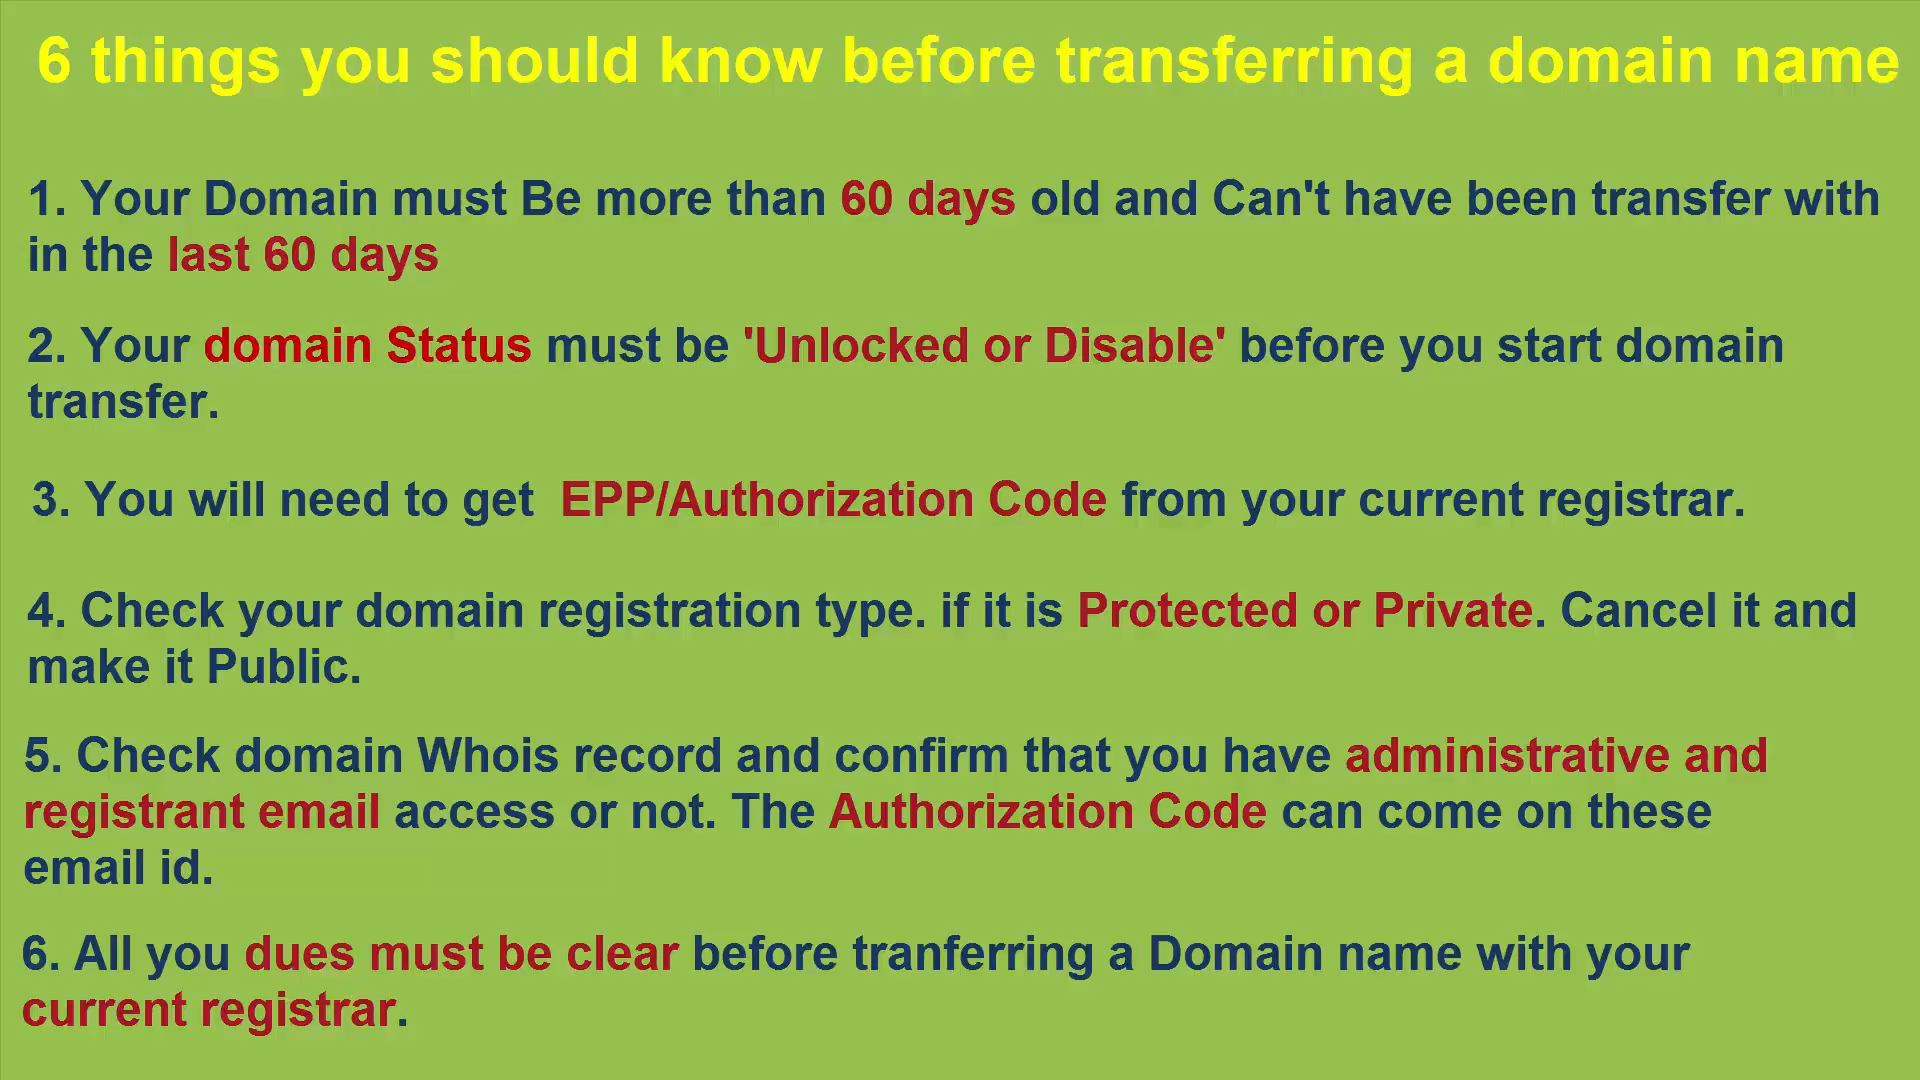 6 things you should know before transferring a domain name
1. Your Domain must Be more than 60 days old and Can't have been transfer with
in the last 60 days
2. Your domain Status must be 'Unlocked or Disable' before you start domain
transfer.
3. You will need to get EPP/Authorization Code from your current registrar.
4. Check your domain registration type. if it is Protected or Private. Cancel it and
make it Public.
5. Check domain Whois record and confirm that you have administrative and
registrant email access or not. The Authorization Code can come on these
email id.
6. All you dues must be clear before tranferring a Domain name with your
current registrar.